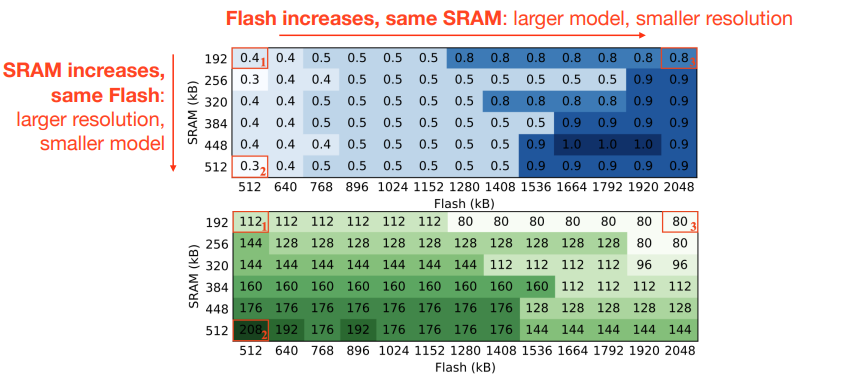 Flash increases, same SRAM: larger model, smaller resolution
SRAM increases,
same Flash:
larger resolution,
smaller model
SRAM (kB)
192 0.4 1 0.4 0.5 0.5 0.5 0.5 0.8 0.8 0.8 0.8 0.8 0.8 0.8 3
256 0.3 0.4 0.4 0.5 0.5 0.5 0.5 0.5 0.5 0.5 0.5 0.9 0.9
320 0.4 0.4 0.5 0.5 0.5 0.5 0.5 0.8 0.8 0.8 0.8 0.9 0.9
384 0.4 0.4 0.5 0.5 0.5 0.5 0.5 0.5 0.5 0.9 0.9 0.9 0.9
448 0.4 0.4 0.4 0.5 0.5 0.5 0.5 0.5 0.9 1.0 1.0 1.0 0.9
512 0.3 2 0.4 0.5 0.5 0.5 0.5 0.5 0.5 0.9 0.9 0.9 0.9 0.9
512 640 768 896 1024 1152 1280 1408 1536 1664 1792 1920 2048
Flash (kB)
SRAM (kB)
192 112 1 112 112 112 112 112 80 80 80 80 80 80 80 3
256 144 128 128 128 128 128 128 128 128 128 128 80 80
320 144 144 144 144 144 144 144 112 112 112 112 96 96
384 160 160 160 160 160 160 160 160 160 112 112 112 112
448 176 176 176 176 176 176 176 176 128 128 128 128 128
512 208 2 192 176 192 176 176 176 176 144 144 144 144 144
512 640 768 896 1024 1152 1280 1408 1536 1664 1792 1920 2048
Flash (kB)